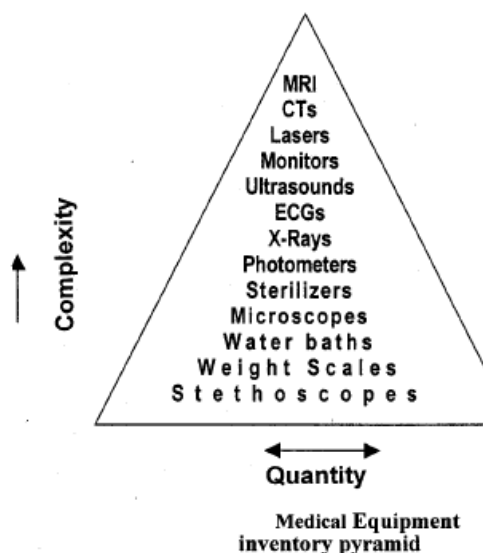 MRI
CTs
Lasers
Monitors
Ultrasounds
ECGs
X-Rays
Photometers
Sterilizers
Microscopes
Water baths
Weight Scales
Stethoscopes
Complexity
Quantity
Medical Equipment
inventory pyramid